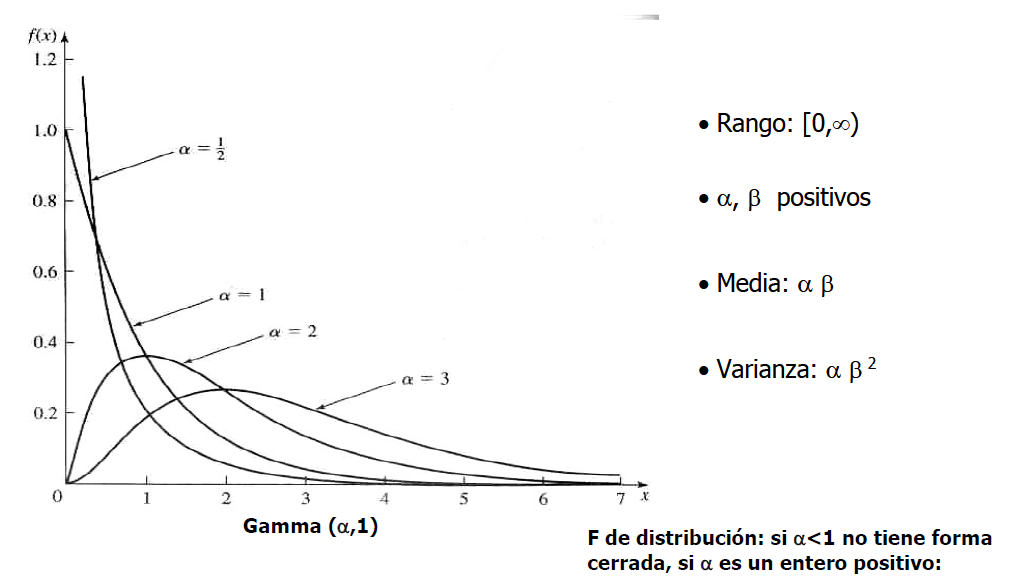 f(x)
1.2
1.0
0.8
0.6
0.4
0.2
α = 1/2
α = 1
α = 2
α = 3
0 1 2 3 4 5 6 7 x
Gamma (α,1)
• Rango: [0,∞)
• α, β positivos
• Media: α β
• Varianza: α β²
F de distribución: si α<1 no tiene forma
cerrada, si α es un entero positivo: